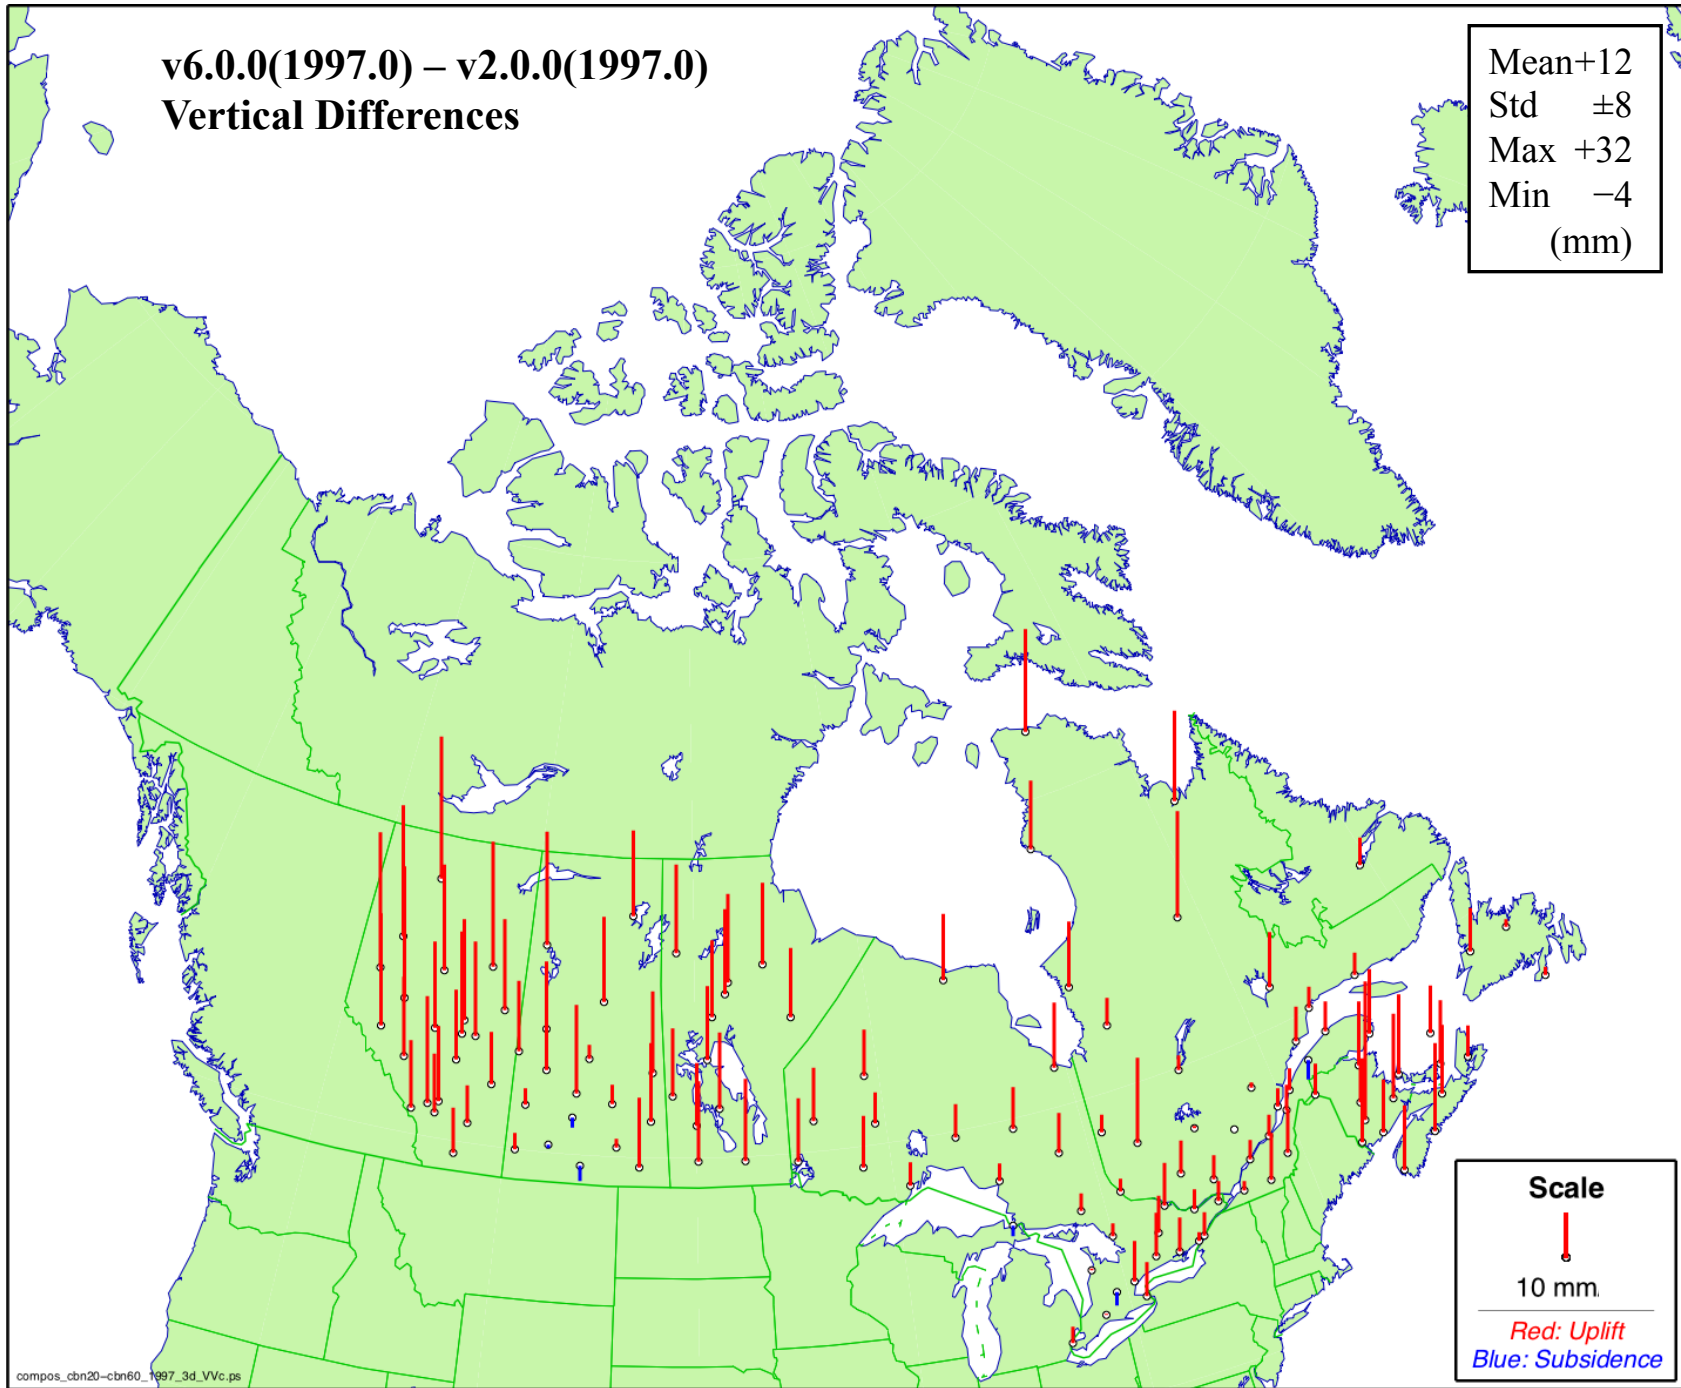 v6.0.0(1997.0) – v2.0.0(1997.0)
Vertical Differences
Mean+12
Std ±8
Max +32
Min −4
(mm)
Scale
10 mm
Red: Uplift
Blue: Subsidence
compos_cbn20−cbn60_1997_3d_VVc.ps